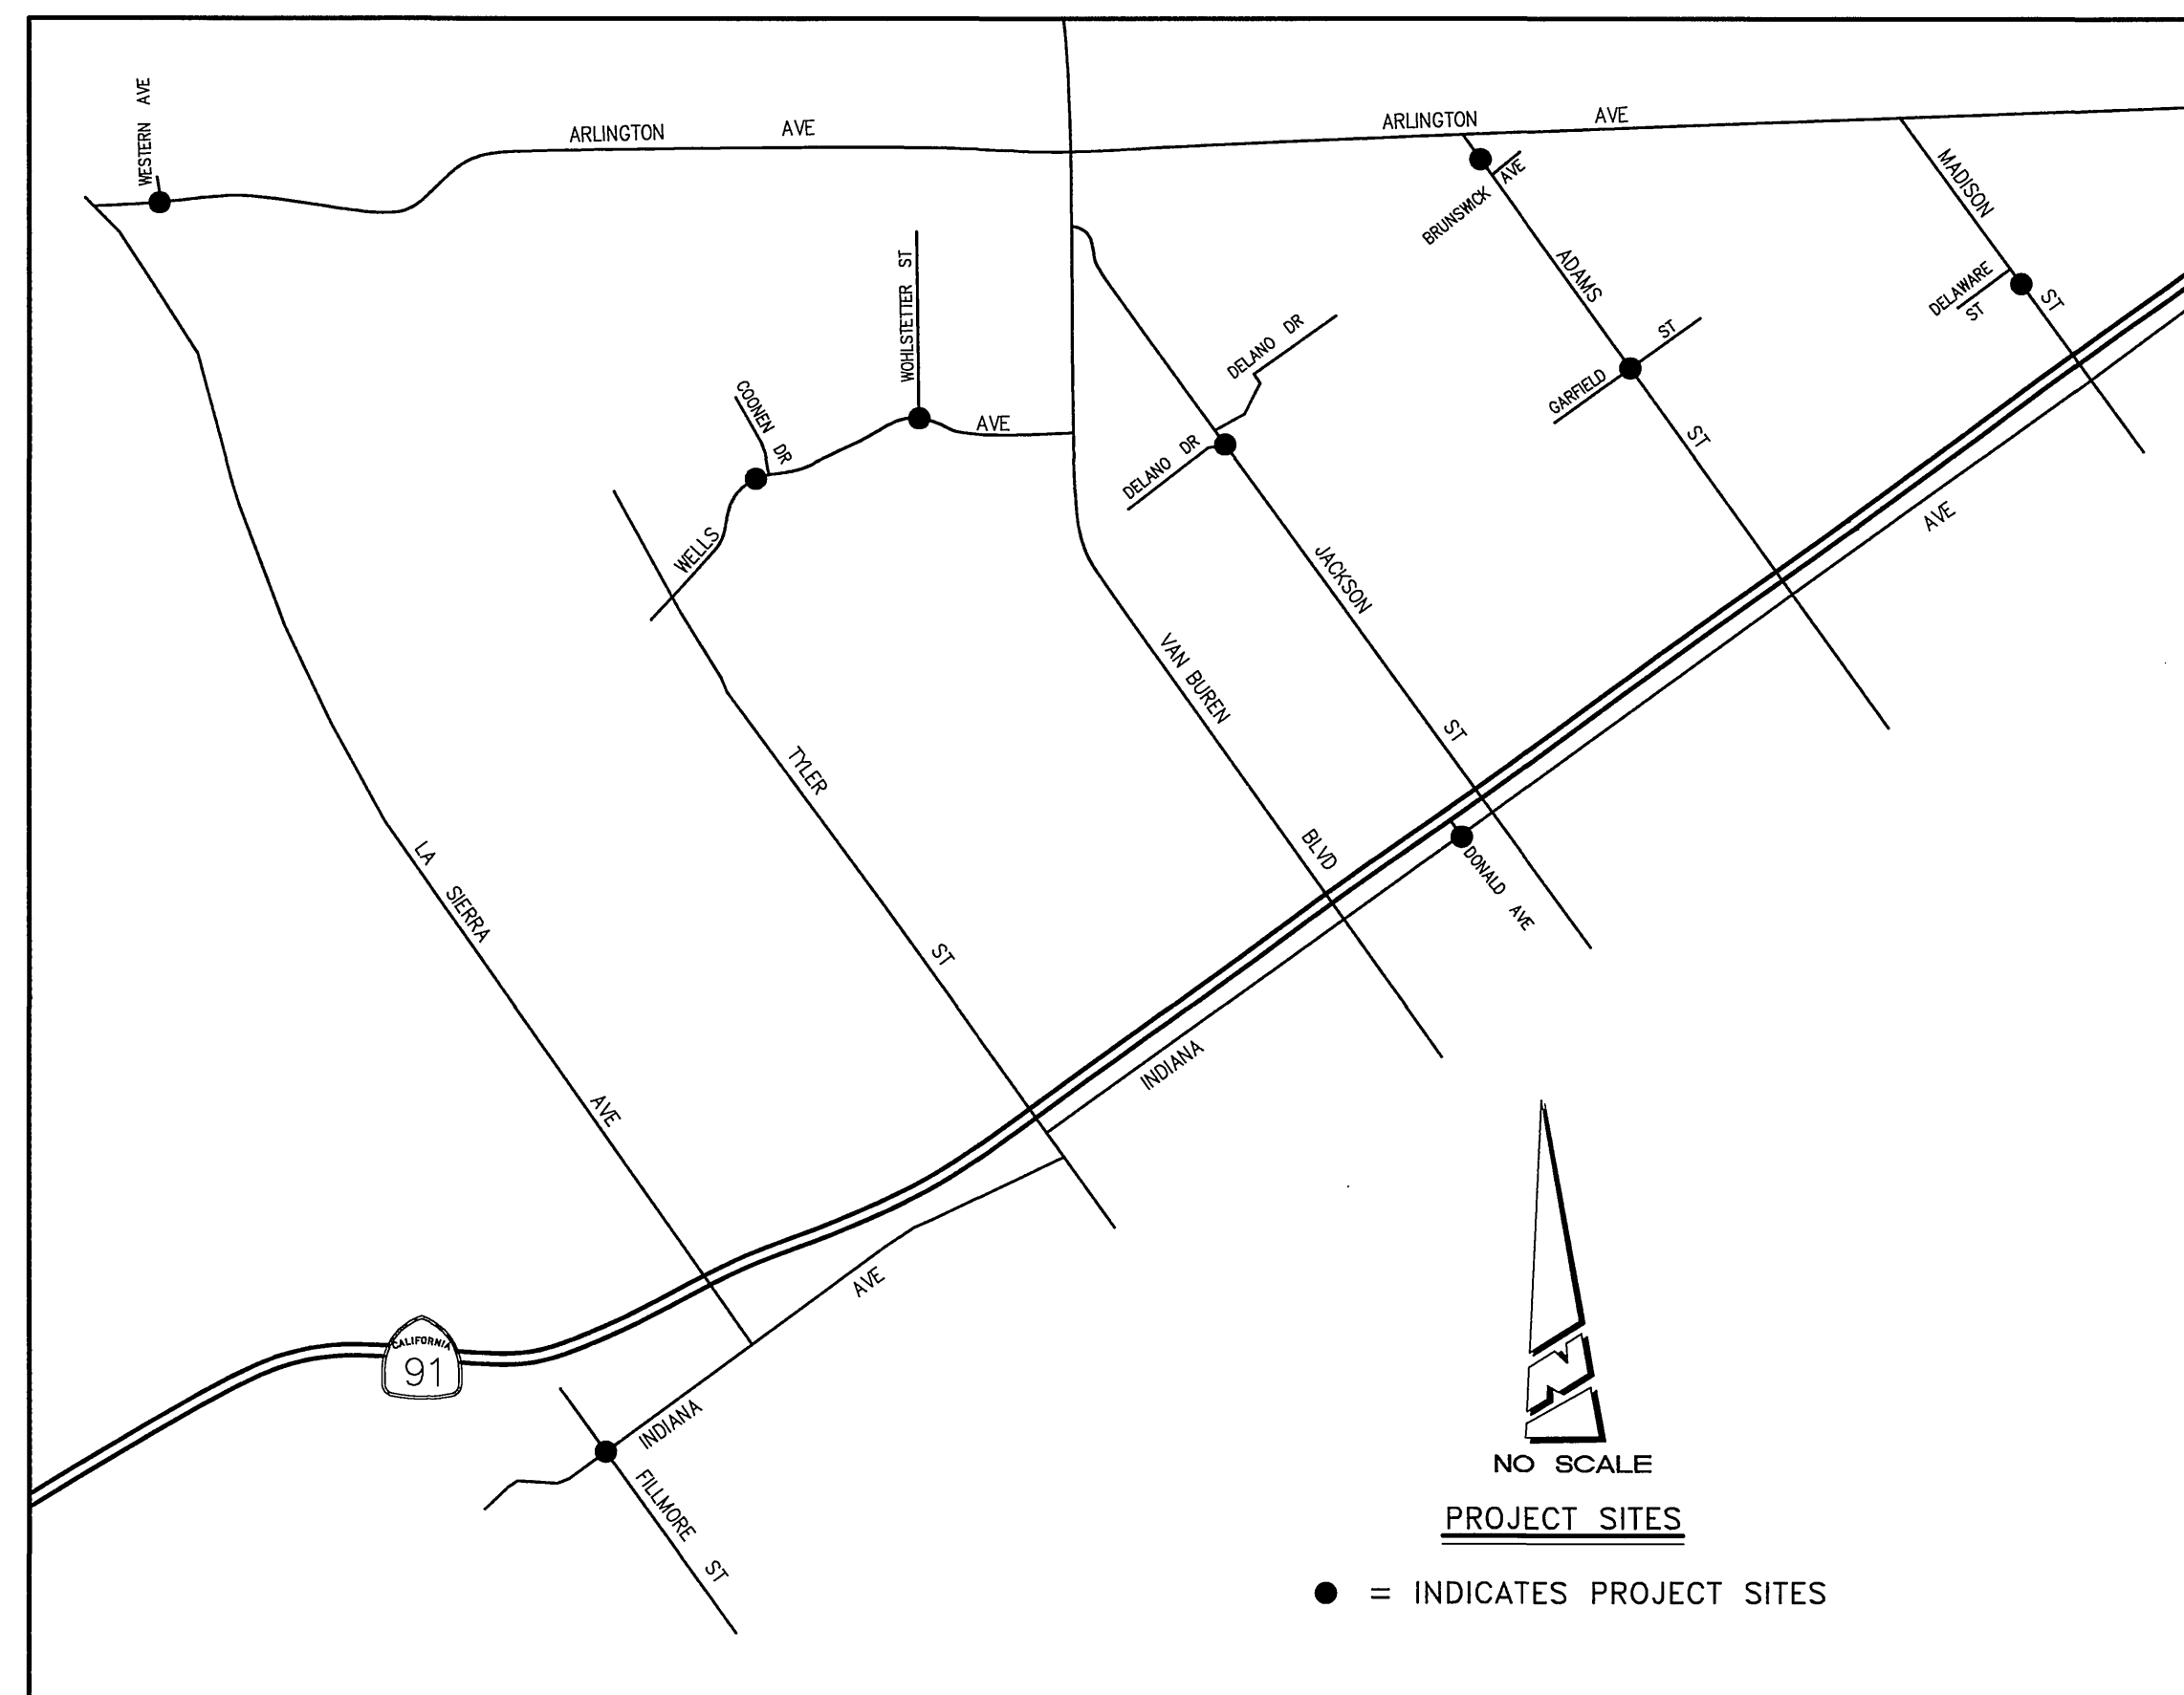 WESTERN AVE
ARLINGTON AVE
ARLINGTON AVE
BRUNSWICK AVE
MADISON ST
ADAMS ST
DELAWARE
ST
WOHLSTETTER ST
DELANO DR
GARFIELD ST
COONEN DR
WELLS AVE
DELANO DR
JACKSON ST
VAN BUREN BLVD
TYLER ST
LA SIERRA AVE
DONALD AVE
INDIANA AVE
CALIFORNIA
91
INDIANA AVE
FILLMORE ST
N
NO SCALE
PROJECT SITES
= INDICATES PROJECT SITES